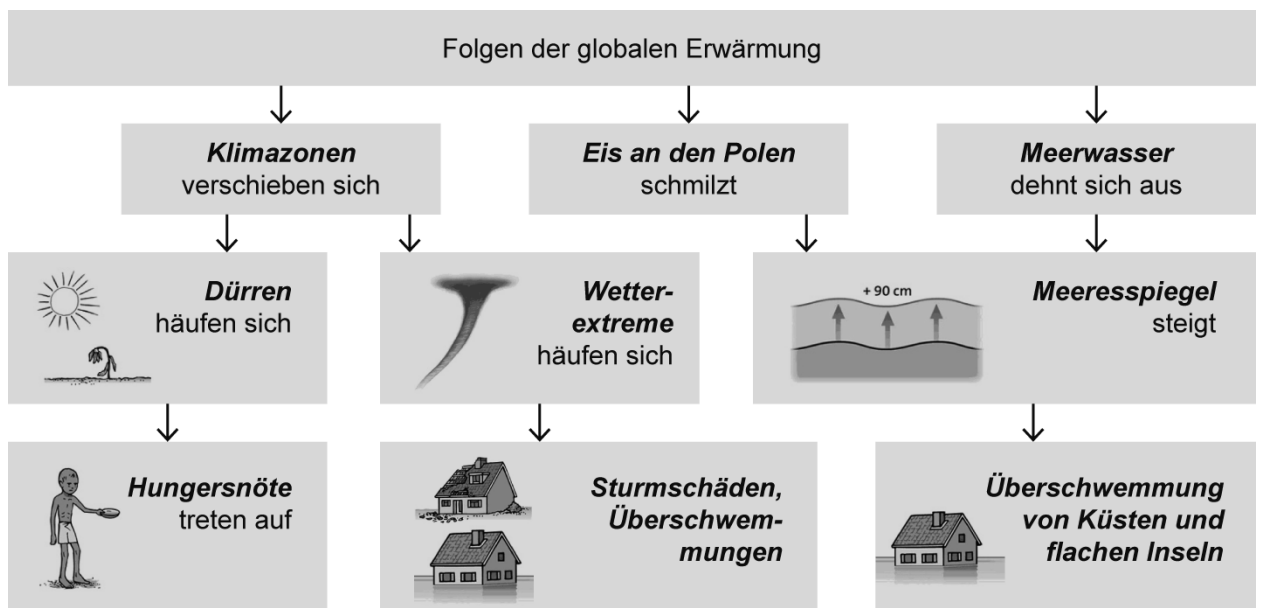 Folgen der globalen Erwärmung
Klimazonen
verschieben sich
Eis an den Polen
schmilzt
Meerwasser
dehnt sich aus
Dürren
häufen sich
Wetter-
extreme
häufen sich
+ 90 cm
Meeresspiegel
steigt
Hungersnöte
treten auf
Sturmschäden,
Überschwem-
mungen
Überschwemmung
von Küsten und
flachen Inseln